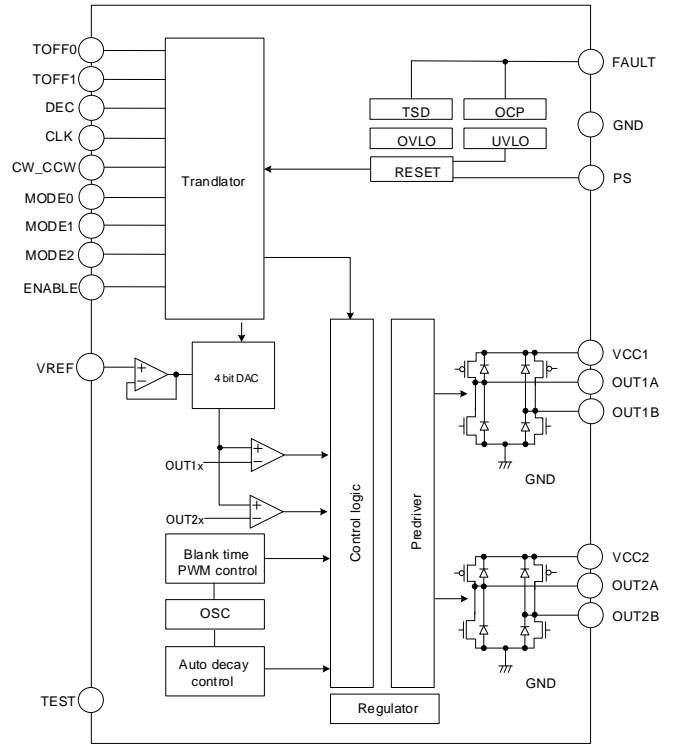 TOFF0
TOFF1
DEC
CLK
CW_CCW
MODE0
MODE1
MODE2
ENABLE
VREF
TEST
Trandlator
4 bit DAC
OUT1x
OUT2x
+
−
+
−
+
−
Blank time
PWM control
OSC
Auto decay
control
TSD
OCP
OVLO
UVLO
RESET
Control logic
Predriver
Regulator
FAULT
GND
PS
VCC1
OUT1A
OUT1B
GND
VCC2
OUT2A
OUT2B
GND